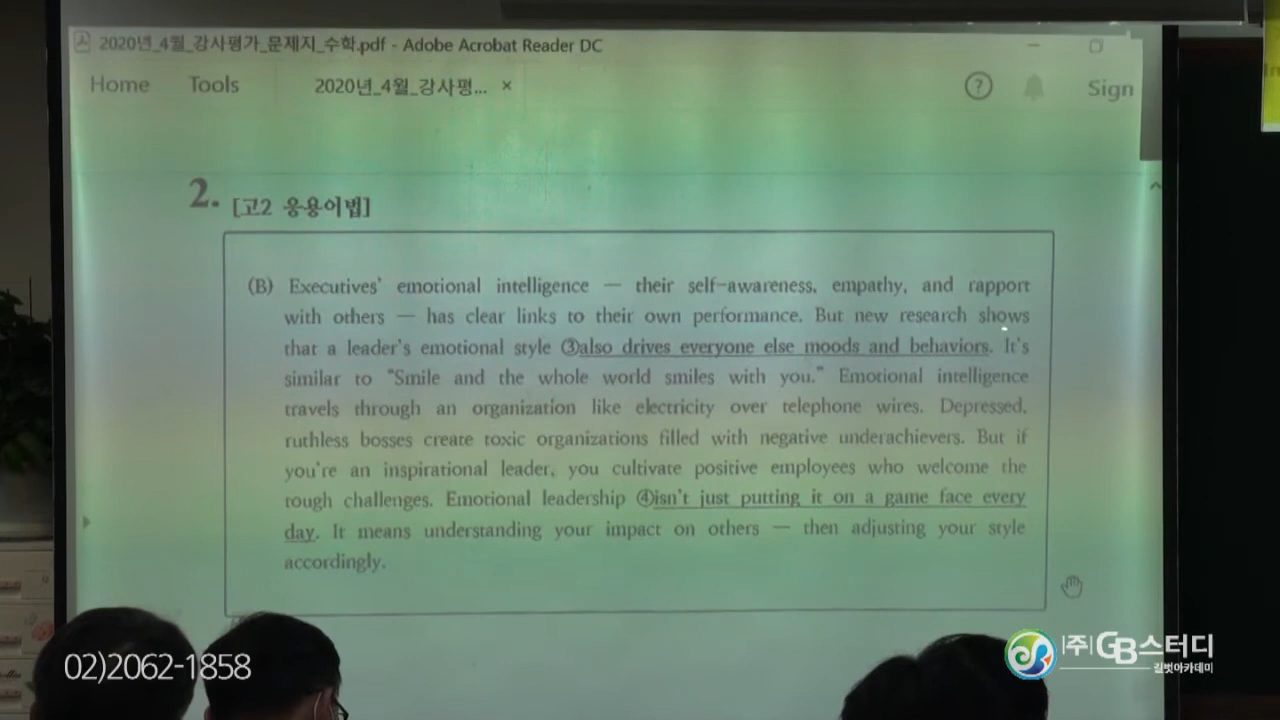 2020년_4월_강사평가_문제지_수학.pdf - Adobe Acrobat Reader DC
Home Tools 2020년_4월_강사평... × ? Sign
2. [고2 응용어법]
(B) Executives' emotional intelligence — their self-awareness, empathy, and rapport
with others — has clear links to their own performance. But new research shows
that a leader's emotional style ③also drives everyone else moods and behaviors. It's
similar to "Smile and the whole world smiles with you." Emotional intelligence
travels through an organization like electricity over telephone wires. Depressed,
ruthless bosses create toxic organizations filled with negative underachievers. But if
you're an inspirational leader, you cultivate positive employees who welcome the
tough challenges. Emotional leadership ④isn't just putting it on a game face every
day. It means understanding your impact on others — then adjusting your style
accordingly.
02)2062-1858
(주)GB스터디
길벗아카데미